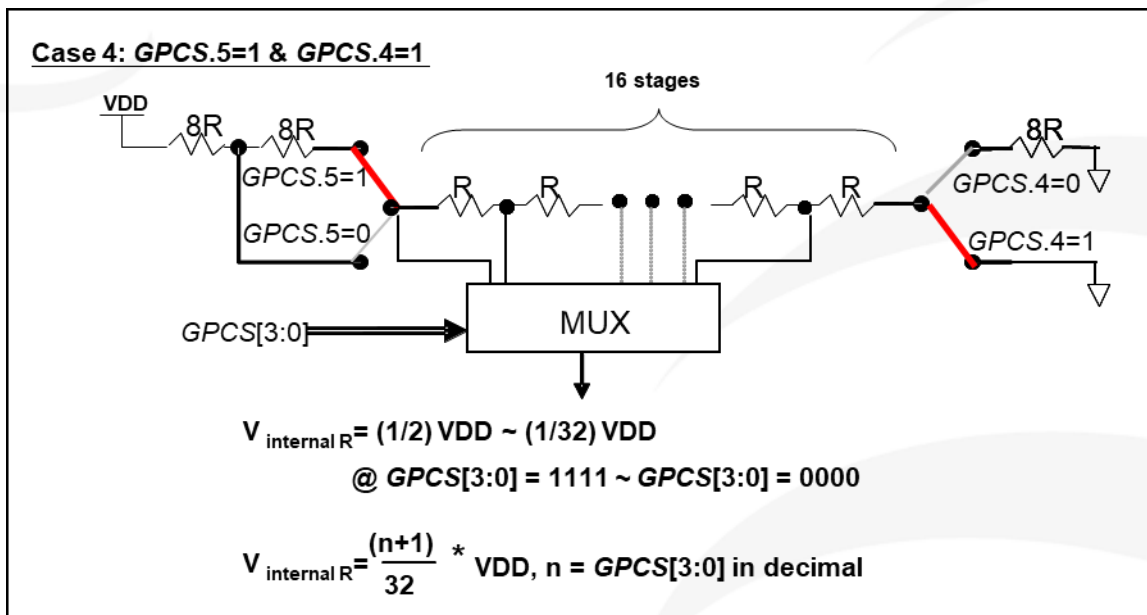 Case 4: GPCS.5=1 & GPCS.4=1
16 stages
VDD
8R 8R 8R
GPCS.5=1 R R R R GPCS.4=0
GPCS.5=0 GPCS.4=1
MUX
GPCS[3:0]
V internal R= (1/2) VDD ~ (1/32) VDD
@ GPCS[3:0] = 1111 ~ GPCS[3:0] = 0000
V internal R= (n+1)/32 * VDD, n = GPCS[3:0] in decimal